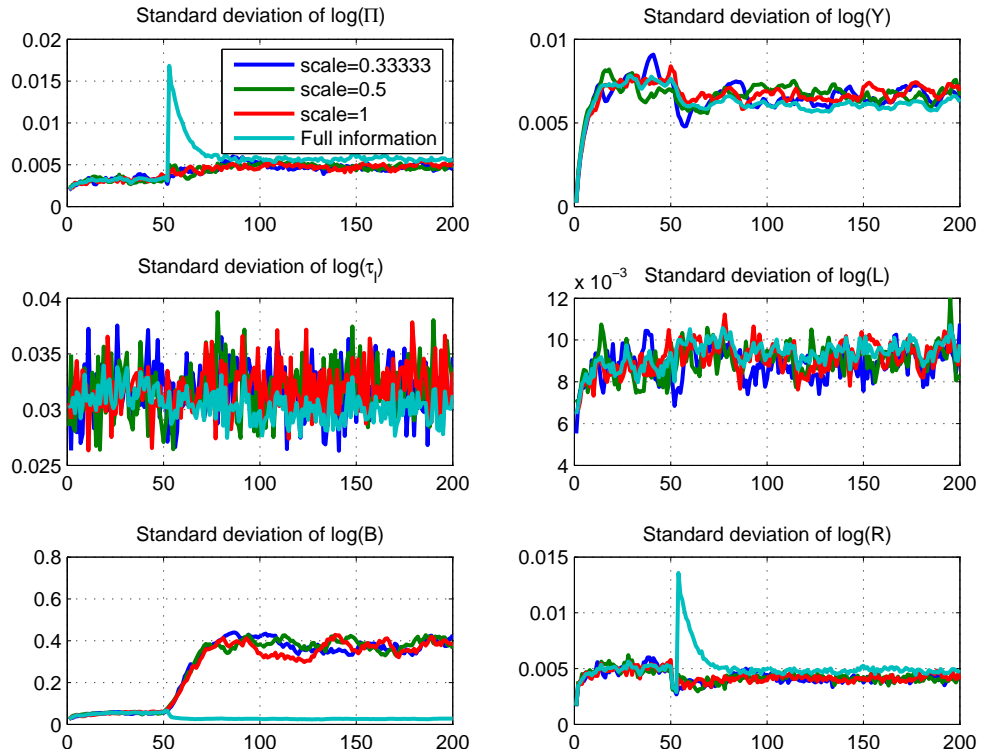 Standard deviation of log(Π)
0.02
0.015
0.01
0.005
0
0 50 100 150 200
scale=0.33333
scale=0.5
scale=1
Full information
Standard deviation of log(Y)
0.01
0.005
0
0 50 100 150 200
Standard deviation of log(τl)
0.04
0.035
0.03
0.025
0 50 100 150 200
Standard deviation of log(L)
x 10−3
12
10
8
6
4
0 50 100 150 200
Standard deviation of log(B)
0.8
0.6
0.4
0.2
0
0 50 100 150 200
Standard deviation of log(R)
0.015
0.01
0.005
0
0 50 100 150 200